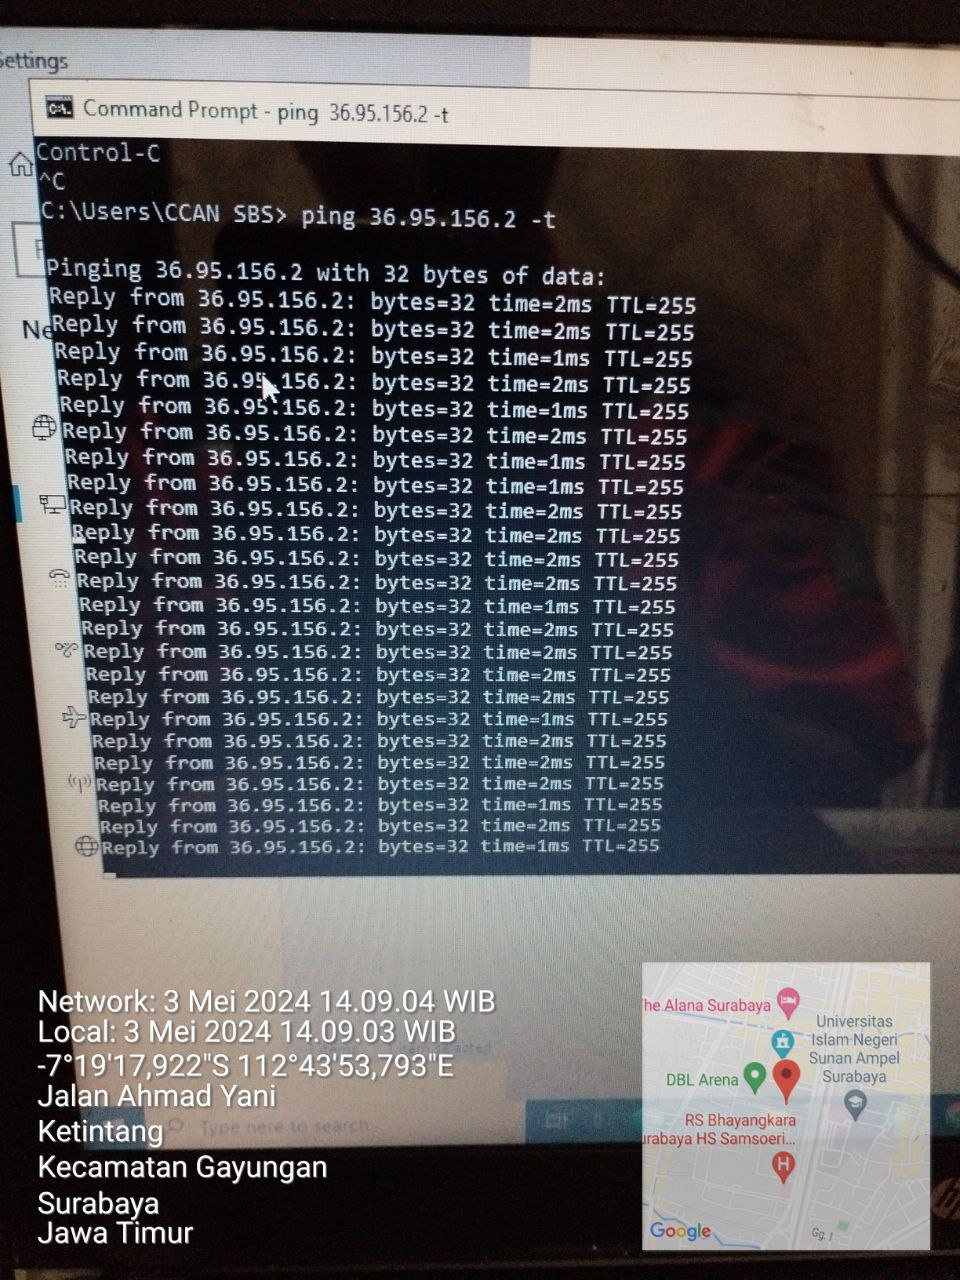 Settings
Command Prompt - ping 36.95.156.2 -t
Control-C
^C
C:\Users\CCAN SBS> ping 36.95.156.2 -t
Pinging 36.95.156.2 with 32 bytes of data:
Reply from 36.95.156.2: bytes=32 time=2ms TTL=255
Reply from 36.95.156.2: bytes=32 time=2ms TTL=255
Reply from 36.95.156.2: bytes=32 time=1ms TTL=255
Reply from 36.95.156.2: bytes=32 time=2ms TTL=255
Reply from 36.95.156.2: bytes=32 time=1ms TTL=255
Reply from 36.95.156.2: bytes=32 time=2ms TTL=255
Reply from 36.95.156.2: bytes=32 time=1ms TTL=255
Reply from 36.95.156.2: bytes=32 time=1ms TTL=255
Reply from 36.95.156.2: bytes=32 time=2ms TTL=255
Reply from 36.95.156.2: bytes=32 time=2ms TTL=255
Reply from 36.95.156.2: bytes=32 time=2ms TTL=255
Reply from 36.95.156.2: bytes=32 time=2ms TTL=255
Reply from 36.95.156.2: bytes=32 time=1ms TTL=255
Reply from 36.95.156.2: bytes=32 time=2ms TTL=255
Reply from 36.95.156.2: bytes=32 time=2ms TTL=255
Reply from 36.95.156.2: bytes=32 time=2ms TTL=255
Reply from 36.95.156.2: bytes=32 time=2ms TTL=255
Reply from 36.95.156.2: bytes=32 time=1ms TTL=255
Reply from 36.95.156.2: bytes=32 time=2ms TTL=255
Reply from 36.95.156.2: bytes=32 time=2ms TTL=255
Reply from 36.95.156.2: bytes=32 time=2ms TTL=255
Reply from 36.95.156.2: bytes=32 time=1ms TTL=255
Reply from 36.95.156.2: bytes=32 time=2ms TTL=255
Reply from 36.95.156.2: bytes=32 time=1ms TTL=255
Network: 3 Mei 2024 14.09.04 WIB
Local: 3 Mei 2024 14.09.03 WIB
-7°19'17,922"S 112°43'53,793"E
Jalan Ahmad Yani
Ketintang
Kecamatan Gayungan
Surabaya
Jawa Timur
Type here to search
he Alana Surabaya
Universitas
Islam Negeri
Sunan Ampel
Surabaya
DBL Arena
RS Bhayangkara
urabaya HS Samsoeri...
H
Google
Gg. I